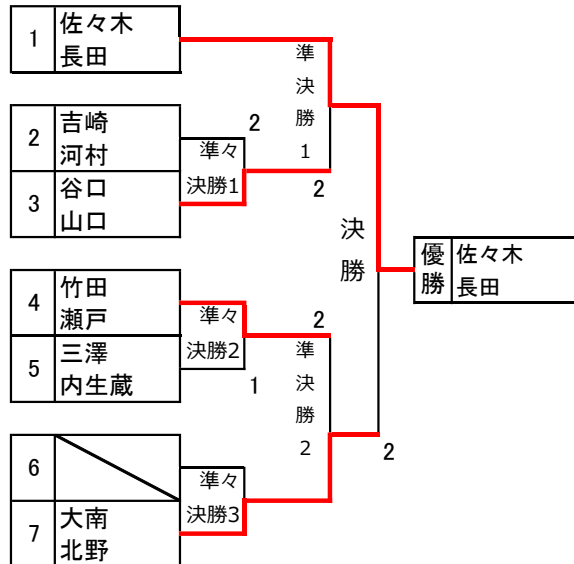 1 佐々木
長田
2 吉崎
河村
3 谷口
山口
4 竹田
瀬戸
5 三澤
内生蔵
6
7 大南
北野
2
準々
決勝1
準決勝1
2
準々
決勝2
1
2
準決勝2
準々
決勝3
決勝
2
優勝 佐々木
長田